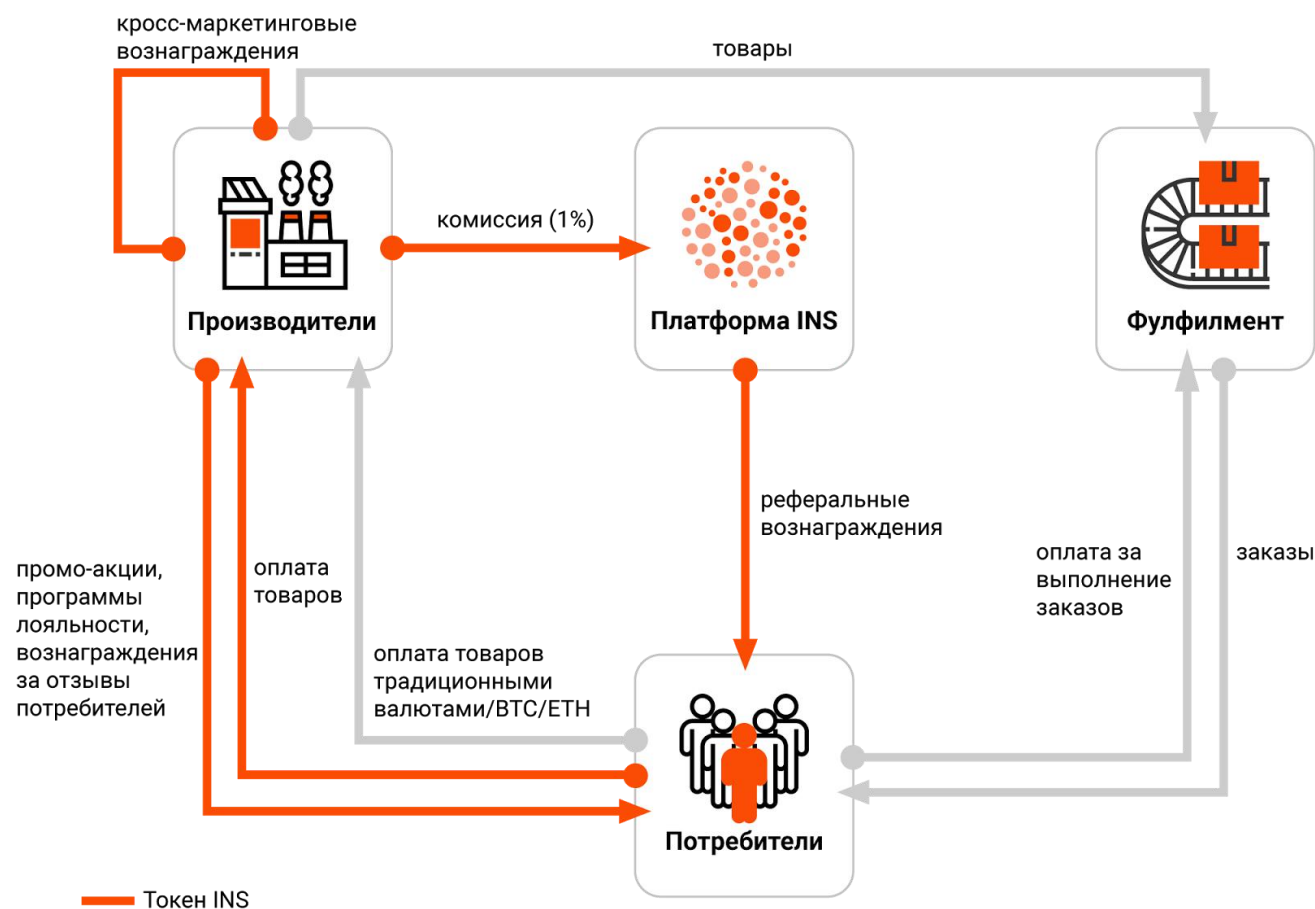 кросс-маркетинговые
вознаграждения
товары
комиссия (1%)
Производители
Платформа INS
Фулфилмент
реферальные
вознаграждения
промо-акции,
программы
лояльности,
вознаграждения
за отзывы
потребителей
оплата
товаров
оплата товаров
традиционными
валютами/BTC/ETH
оплата за
выполнение
заказов
заказы
Потребители
Токен INS